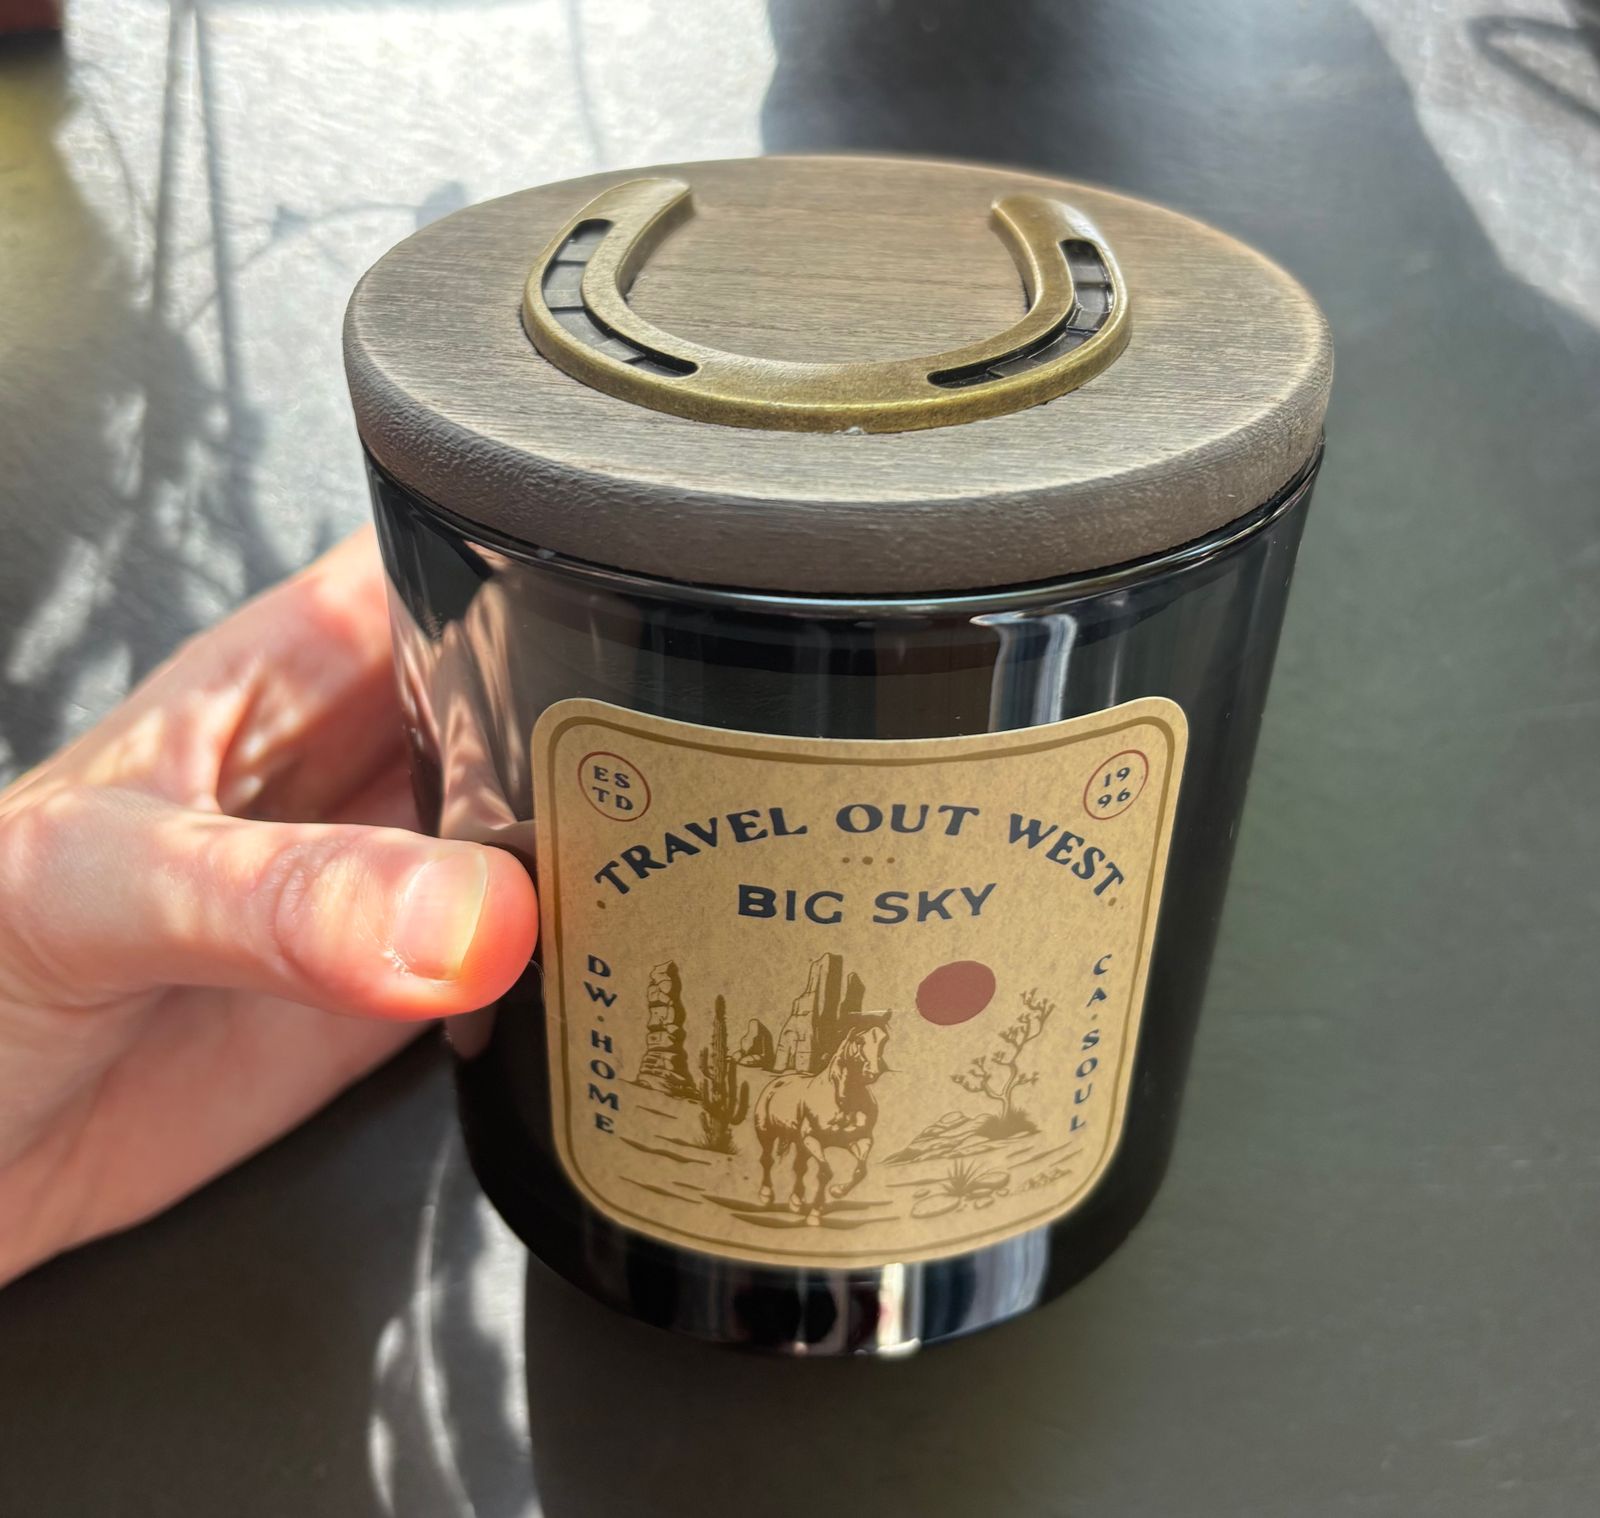 ES
TD
19
96
TRAVEL OUT WEST
BIG SKY
DW·HOME
CA·SOUL